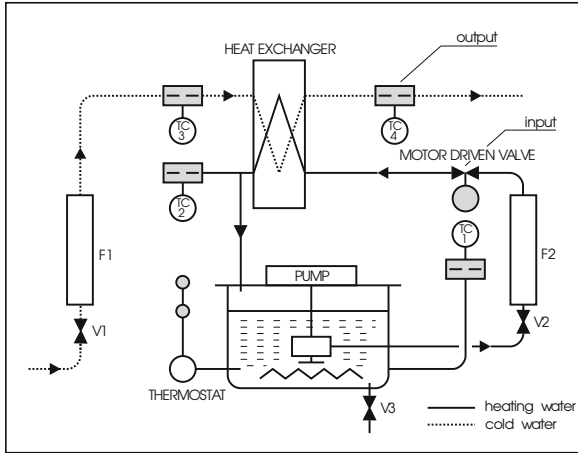 HEAT EXCHANGER
output
TC
3
TC
4
input
MOTOR DRIVEN VALVE
TC
2
TC
1
F1
F2
PUMP
V1
V2
THERMOSTAT
V3
heating water
cold water